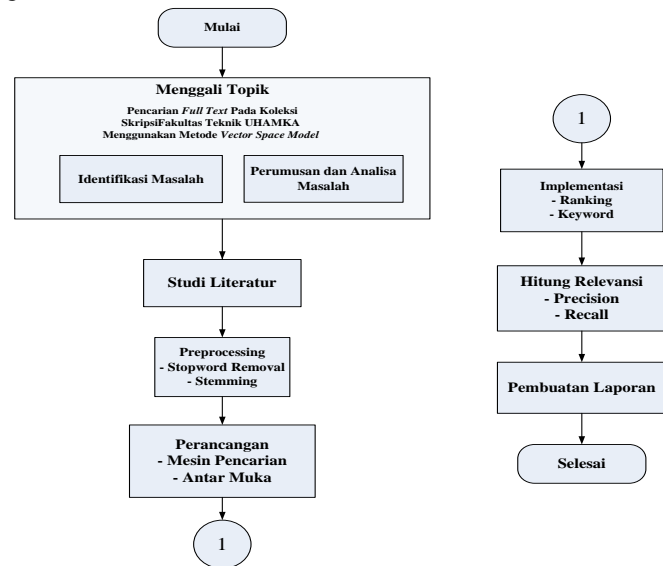 Mulai
Menggali Topik
Pencarian Full Text Pada Koleksi
SkripsiFakultas Teknik UHAMKA
Menggunakan Metode Vector Space Model
Identifikasi Masalah
Perumusan dan Analisa
Masalah
Studi Literatur
Preprocessing
- Stopword Removal
- Stemming
Perancangan
- Mesin Pencarian
- Antar Muka
1
1
Implementasi
- Ranking
- Keyword
Hitung Relevansi
- Precision
- Recall
Pembuatan Laporan
Selesai